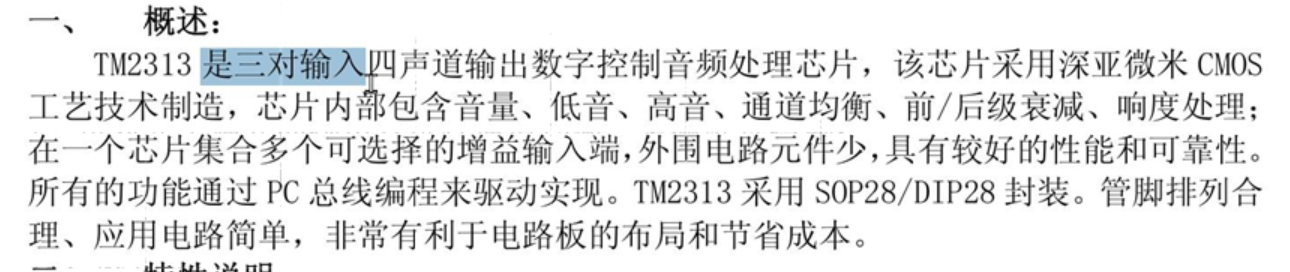 一、 概述：
TM2313 是三对输入四声道输出数字控制音频处理芯片，该芯片采用深亚微米 CMOS
工艺技术制造，芯片内部包含音量、低音、高音、通道均衡、前/后级衰减、响度处理；
在一个芯片集合多个可选择的增益输入端，外围电路元件少，具有较好的性能和可靠性。
所有的功能通过 PC 总线编程来驱动实现。TM2313 采用 SOP28/DIP28 封装。管脚排列合
理、应用电路简单，非常有利于电路板的布局和节省成本。